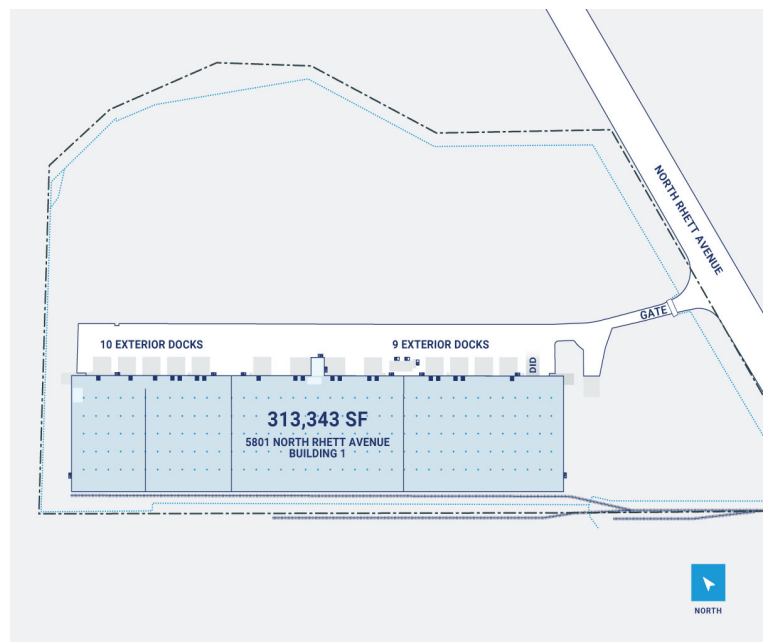 NORTH RHETT AVENUE
GATE
10 EXTERIOR DOCKS
9 EXTERIOR DOCKS
DID
313,343 SF
5801 NORTH RHETT AVENUE
BUILDING 1
NORTH